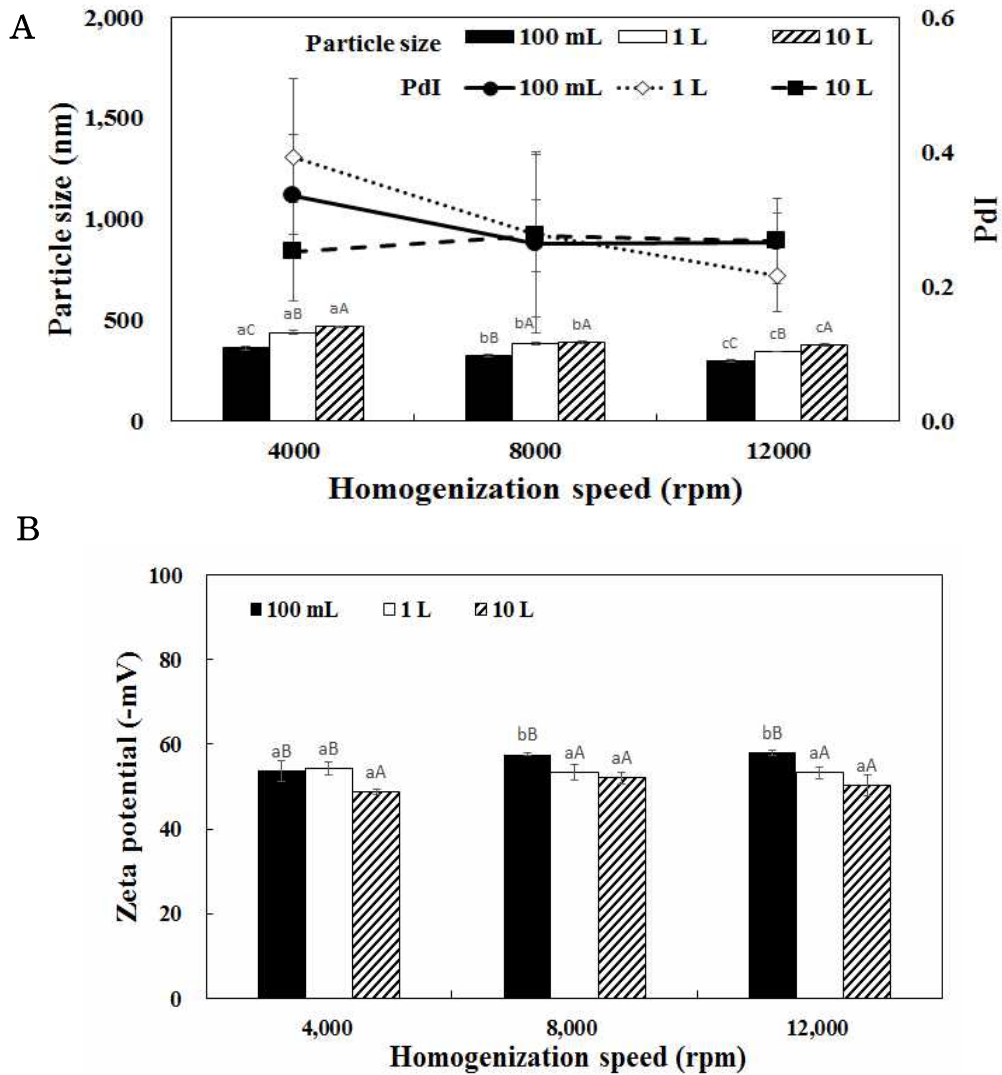 A
2,000
1,500
1,000
500
0
Particle size (nm)
0.6
0.4
0.2
0.0
PdI
Particle size 100 mL 1 L 10 L
PdI 100 mL 1 L 10 L
aC aB aA
bB bA bA
cC cB cA
4000 8000 12000
Homogenization speed (rpm)
B
100
80
60
40
20
0
Zeta potential (-mV)
100 mL 1 L 10 L
aB aB aA
bB aA aA
bB aA aA
4,000 8,000 12,000
Homogenization speed (rpm)